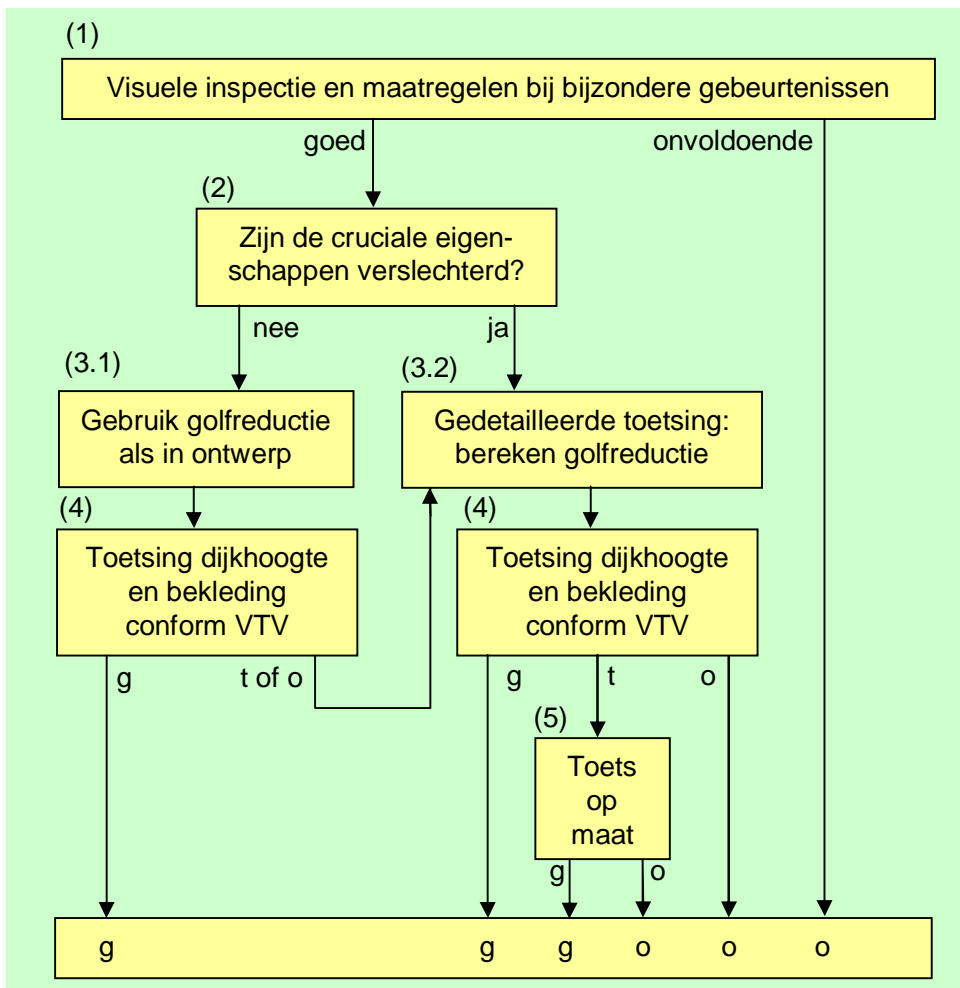 (1)
Visuele inspectie en maatregelen bij bijzondere gebeurtenissen
goed
onvoldoende
(2)
Zijn de cruciale eigen-
schappen verslechterd?
nee
ja
(3.1)
Gebruik golfreductie
als in ontwerp
(3.2)
Gedetailleerde toetsing:
bereken golfreductie
(4)
Toetsing dijkhoogte
en bekleding
conform VTV
g
t of o
(4)
Toetsing dijkhoogte
en bekleding
conform VTV
g
t
o
(5)
Toets
op
maat
g
o
g
g
g
o
o
o